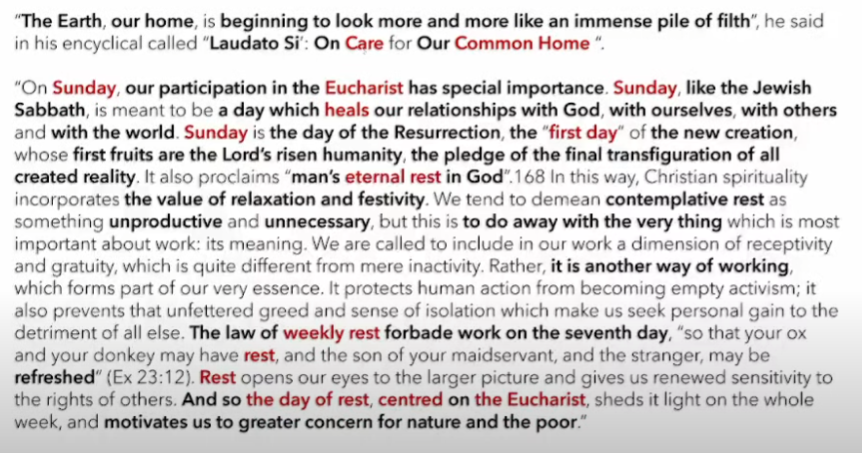 "The Earth, our home, is beginning to look more and more like an immense pile of filth", he said
in his encyclical called "Laudato Si': On Care for Our Common Home ".
"On Sunday, our participation in the Eucharist has special importance. Sunday, like the Jewish
Sabbath, is meant to be a day which heals our relationships with God, with ourselves, with others
and with the world. Sunday is the day of the Resurrection, the "first day" of the new creation,
whose first fruits are the Lord's risen humanity, the pledge of the final transfiguration of all
created reality. It also proclaims "man's eternal rest in God".168 In this way, Christian spirituality
incorporates the value of relaxation and festivity. We tend to demean contemplative rest as
something unproductive and unnecessary, but this is to do away with the very thing which is most
important about work: its meaning. We are called to include in our work a dimension of receptivity
and gratuity, which is quite different from mere inactivity. Rather, it is another way of working,
which forms part of our very essence. It protects human action from becoming empty activism; it
also prevents that unfettered greed and sense of isolation which make us seek personal gain to the
detriment of all else. The law of weekly rest forbade work on the seventh day, "so that your ox
and your donkey may have rest, and the son of your maidservant, and the stranger, may be
refreshed" (Ex 23:12). Rest opens our eyes to the larger picture and gives us renewed sensitivity to
the rights of others. And so the day of rest, centred on the Eucharist, sheds it light on the whole
week, and motivates us to greater concern for nature and the poor."